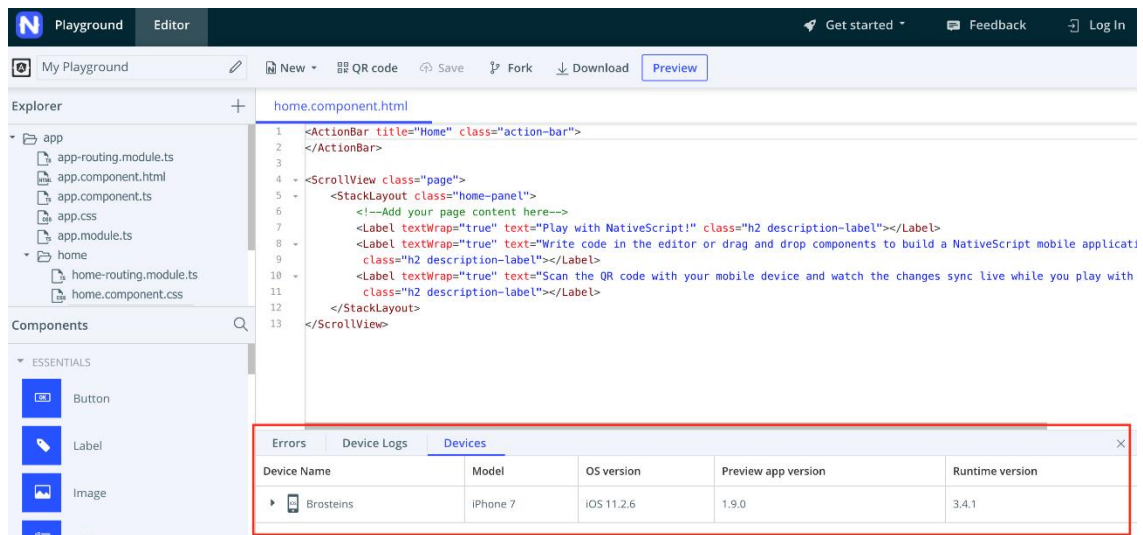 Playground Editor Get started Feedback Log In
My Playground New QR code Save Fork Download Preview
Explorer
app
app-routing.module.ts
app.component.html
app.component.ts
app.css
app.module.ts
home
home-routing.module.ts
home.component.css
Components
ESSENTIALS
Button
Label
Image
home.component.html
1 <ActionBar title="Home" class="action-bar">
2 </ActionBar>
3
4 <ScrollView class="page">
5 <StackLayout class="home-panel">
6 <!--Add your page content here-->
7 <Label textWrap="true" text="Play with NativeScript!" class="h2 description-label"></Label>
8 <Label textWrap="true" text="Write code in the editor or drag and drop components to build a NativeScript mobile applicati
9 class="h2 description-label"></Label>
10 <Label textWrap="true" text="Scan the QR code with your mobile device and watch the changes sync live while you play with
11 class="h2 description-label"></Label>
12 </StackLayout>
13 </ScrollView>
Errors Device Logs Devices
Device Name Model OS version Preview app version Runtime version
Brosteins iPhone 7 iOS 11.2.6 1.9.0 3.4.1